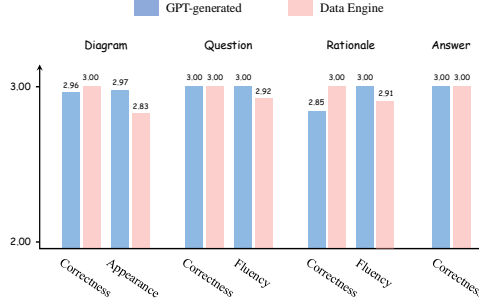 GPT-generated Data Engine
Diagram Question Rationale Answer
3.00
2.96 3.00 2.97 2.83 3.00 3.00 3.00 2.92 2.85 3.00 3.00 2.91 3.00 3.00
2.00
Correctness Appearance Correctness Fluency Correctness Fluency Correctness